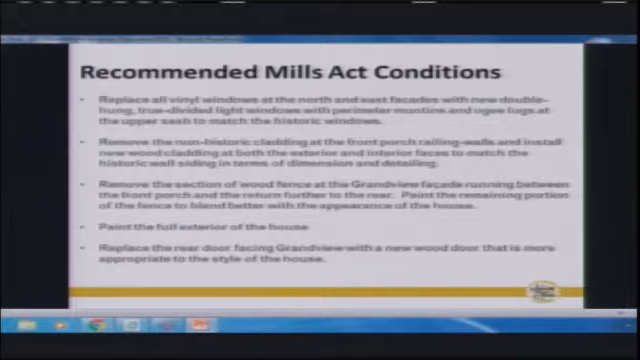 Recommended Mills Act Conditions
• Replace all vinyl windows at the north and east facades with new double-
hung, true-divided light windows with perimeter muntins and ogee lugs at
the upper sash to match the historic windows.
• Remove the non-historic cladding at the front porch railing-walls and install
new wood cladding at both the exterior and interior faces to match the
historic wall siding in terms of dimension and detailing.
• Remove the section of wood fence at the Grandview façade running between
the front porch and the return further to the rear. Paint the remaining portion
of the fence to blend better with the appearance of the house.
• Paint the full exterior of the house
• Replace the rear door facing Grandview with a new wood door that is more
appropriate to the style of the house.